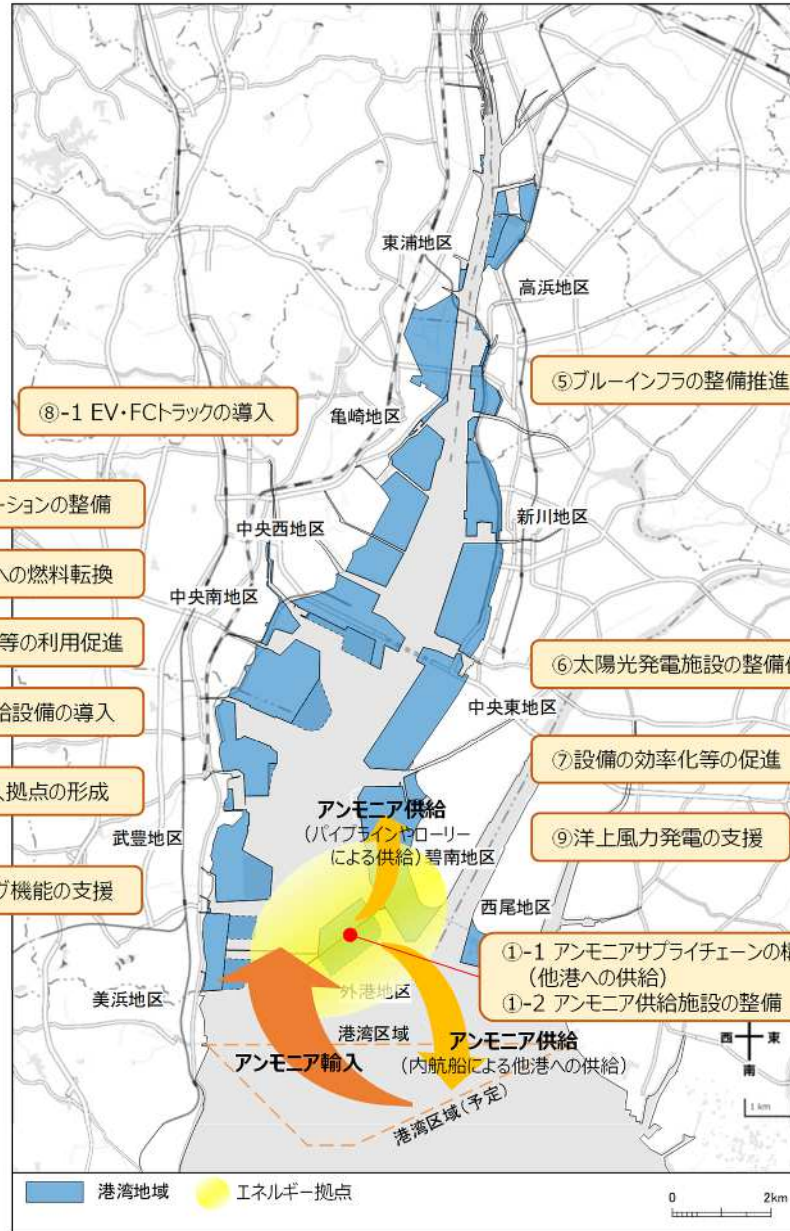 東浦地区
高浜地区
⑤ブルーインフラの整備推進
⑧-1 EV・FCトラックの導入
亀崎地区
ーションの整備
新川地区
中央西地区
への燃料転換
中央南地区
等の利用促進
⑥太陽光発電施設の整備
給設備の導入
中央東地区
⑦設備の効率化等の促進
拠点の形成
アンモニア供給
(パイプラインやローリー
による供給)
武豊地区
碧南地区
⑨洋上風力発電の支援
機能の支援
西尾地区
①-1 アンモニアサプライチェーンの構
(他港への供給)
①-2 アンモニア供給施設の整備
美浜地区
外港地区
港湾区域
アンモニア輸入
アンモニア供給
(内航船による他港への供給)
港湾区域(予定)
西 東
南
1 km
港湾地域
エネルギー拠点
0 2km